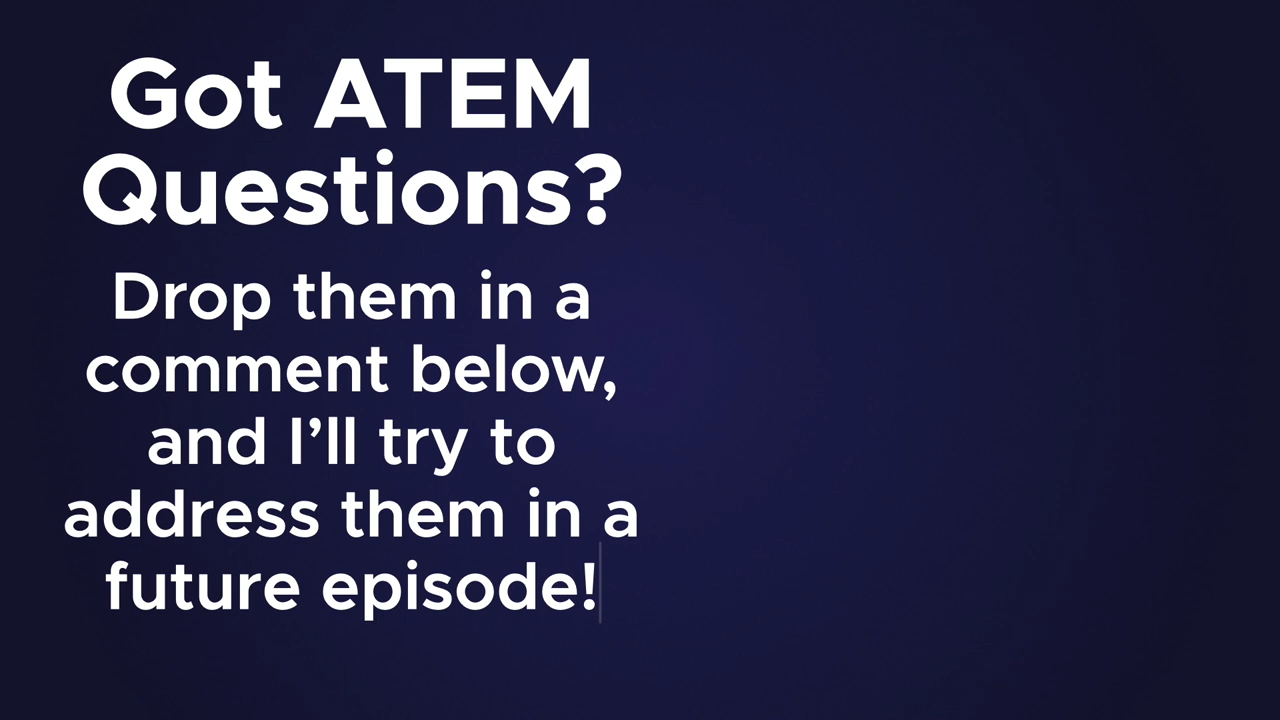 Got ATEM
Questions?
Drop them in a
comment below,
and I’ll try to
address them in a
future episode!